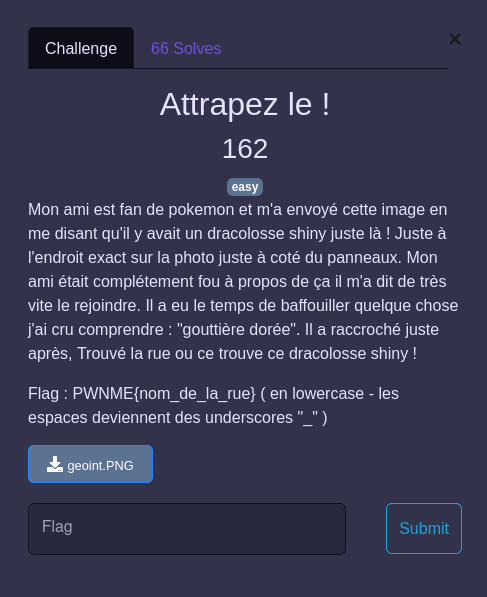 Challenge
66 Solves
×
Attrapez le !
162
easy
Mon ami est fan de pokemon et m'a envoyé cette image en
me disant qu'il y avait un dracolosse shiny juste là ! Juste à
l'endroit exact sur la photo juste à coté du panneaux. Mon
ami était complétement fou à propos de ça il m'a dit de très
vite le rejoindre. Il a eu le temps de baffouiller quelque chose
j'ai cru comprendre : "gouttière dorée". Il a raccroché juste
après, Trouvé la rue ou ce trouve ce dracolosse shiny !
Flag : PWNME{nom_de_la_rue} ( en lowercase - les
espaces deviennent des underscores "_" )
geoint.PNG
Flag
Submit